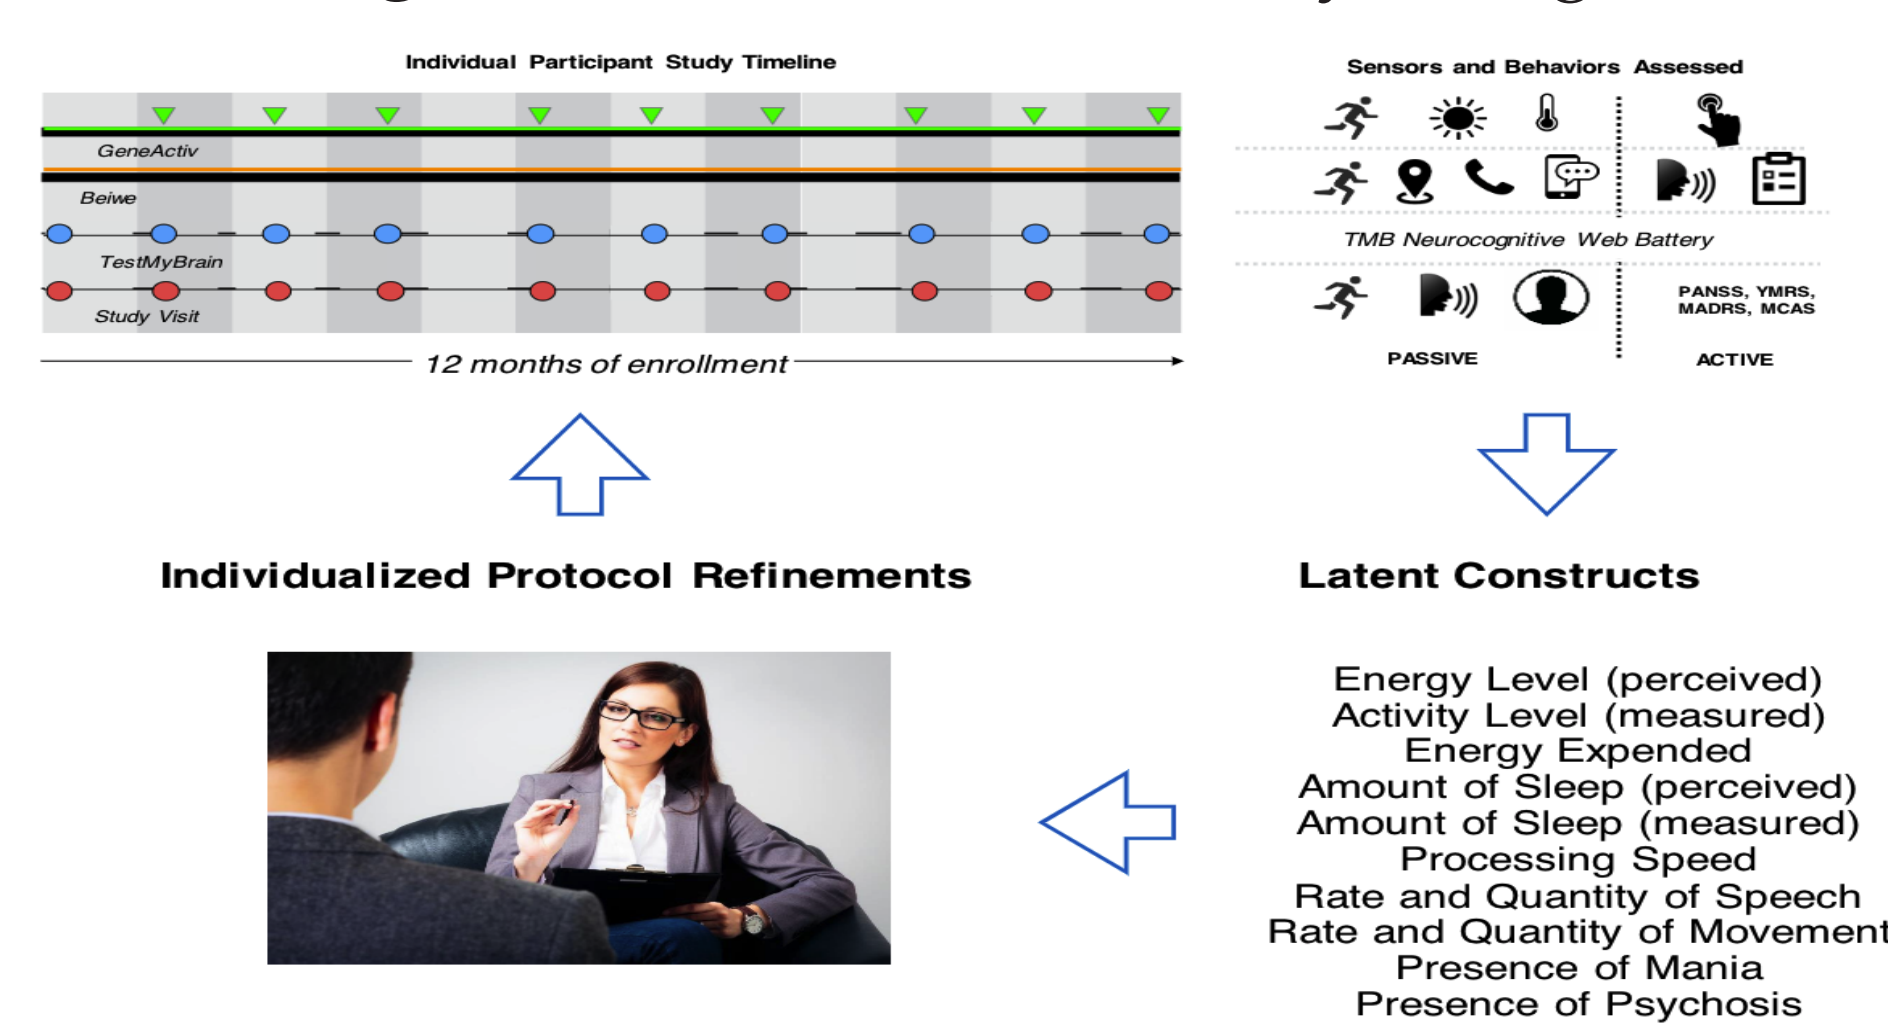 Individual Participant Study Timeline
GeneActiv
Beiwe
TestMyBrain
Study Visit
12 months of enrollment
Sensors and Behaviors Assessed
TMB Neurocognitive Web Battery
PANSS, YMRS,
MADRS, MCAS
PASSIVE
ACTIVE
Individualized Protocol Refinements
Latent Constructs
Energy Level (perceived)
Activity Level (measured)
Energy Expended
Amount of Sleep (perceived)
Amount of Sleep (measured)
Processing Speed
Rate and Quantity of Speech
Rate and Quantity of Movement
Presence of Mania
Presence of Psychosis